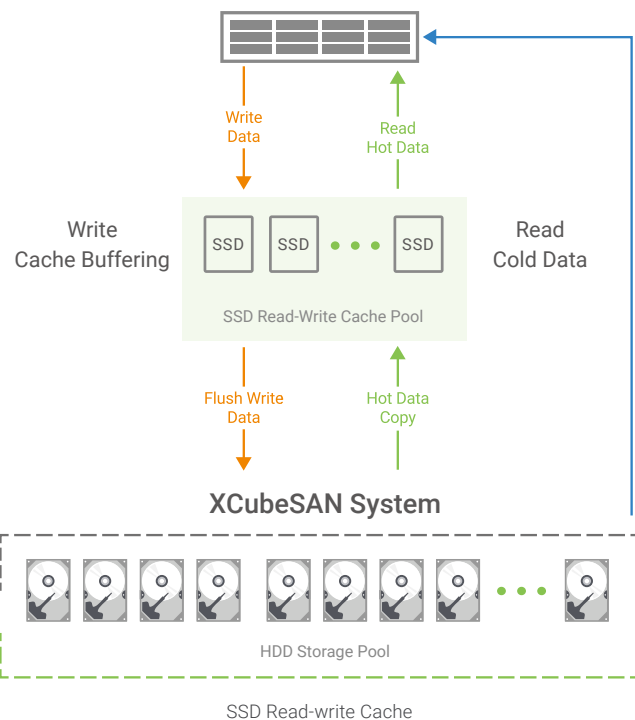 Write
Data
Read
Hot Data
Write
Cache Buffering
SSD
SSD
SSD
Read
Cold Data
SSD Read-Write Cache Pool
Flush Write
Data
Hot Data
Copy
XCubeSAN System
HDD Storage Pool
SSD Read-write Cache